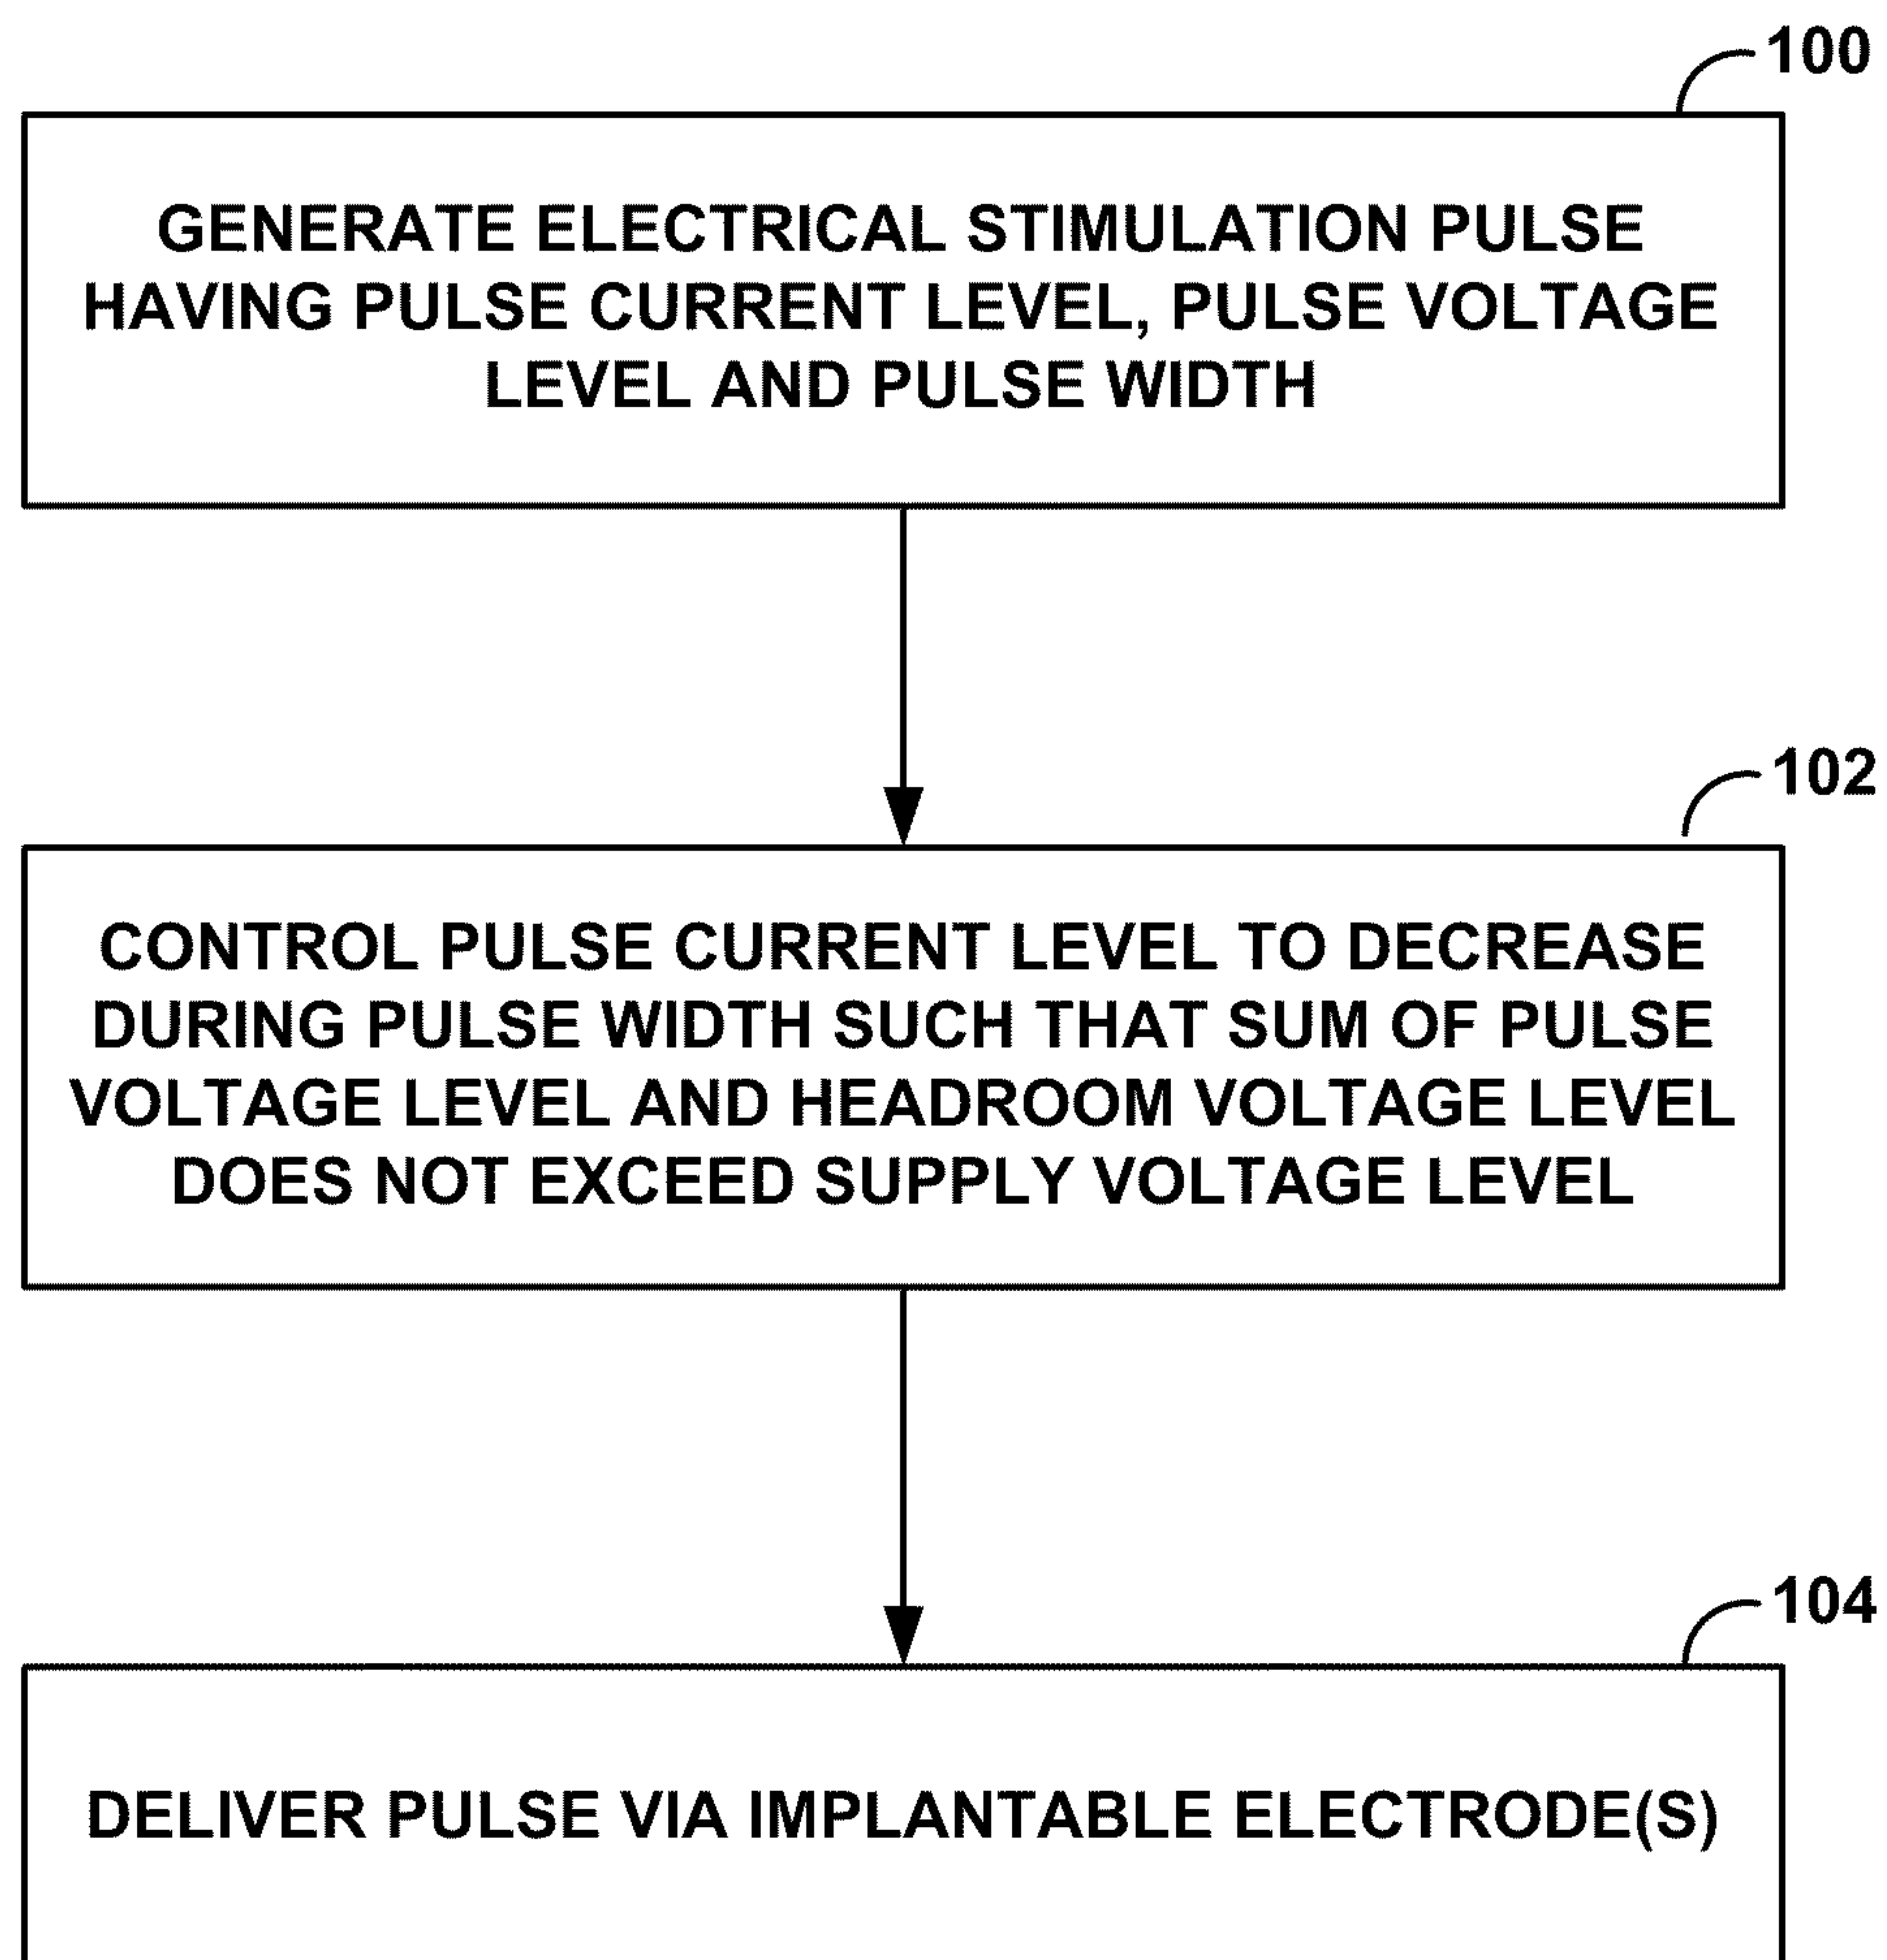 100
GENERATE ELECTRICAL STIMULATION PULSE
HAVING PULSE CURRENT LEVEL, PULSE VOLTAGE
LEVEL AND PULSE WIDTH
102
CONTROL PULSE CURRENT LEVEL TO DECREASE
DURING PULSE WIDTH SUCH THAT SUM OF PULSE
VOLTAGE LEVEL AND HEADROOM VOLTAGE LEVEL
DOES NOT EXCEED SUPPLY VOLTAGE LEVEL
104
DELIVER PULSE VIA IMPLANTABLE ELECTRODE(S)